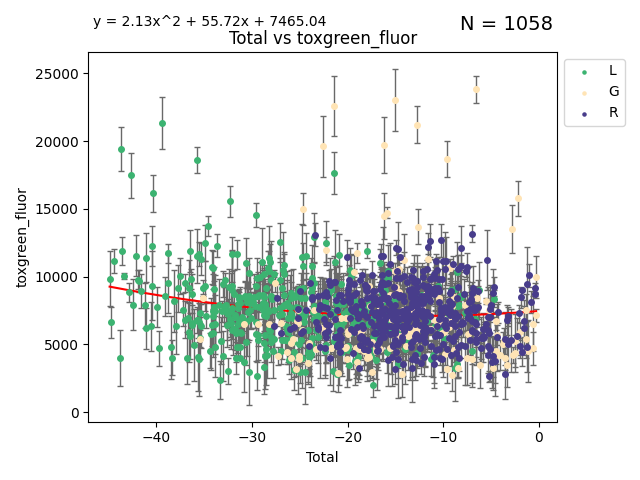 y = 2.13x^2 + 55.72x + 7465.04
N = 1058
Total vs toxgreen_fluor
L
G
R
25000
20000
15000
10000
5000
0
toxgreen_fluor
−40
−30
−20
−10
0
Total